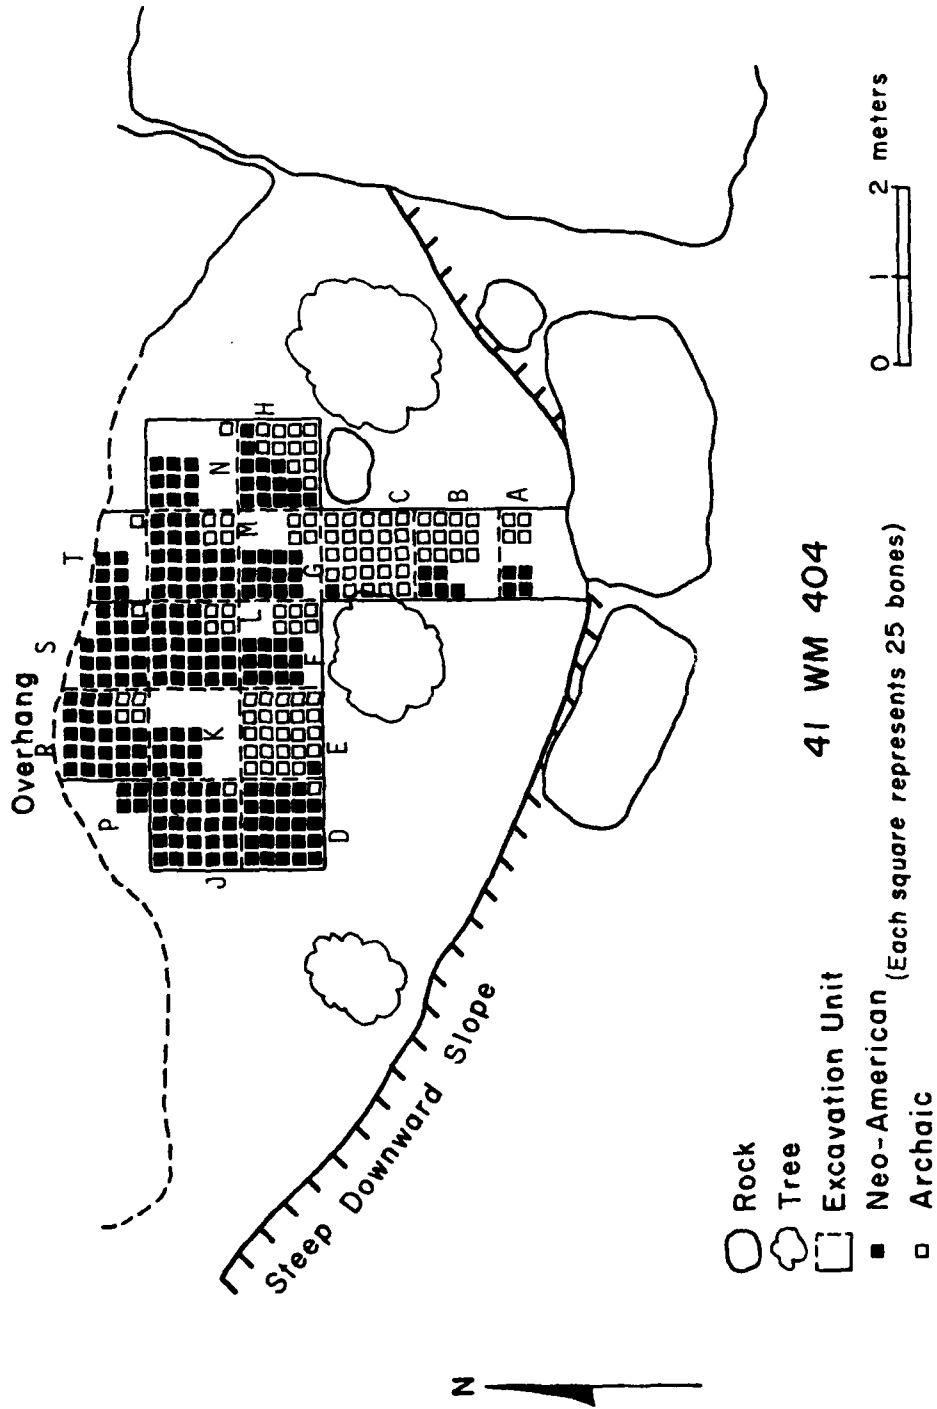 Overhang
T
S
R
P
H
N
M
L
K
J
G
F
E
D
C
B
A
Steep Downward Slope
N
Rock
Tree
Excavation Unit
Neo-American
Archaic
(Each square represents 25 bones)
41 WM 404
0 1 2 meters